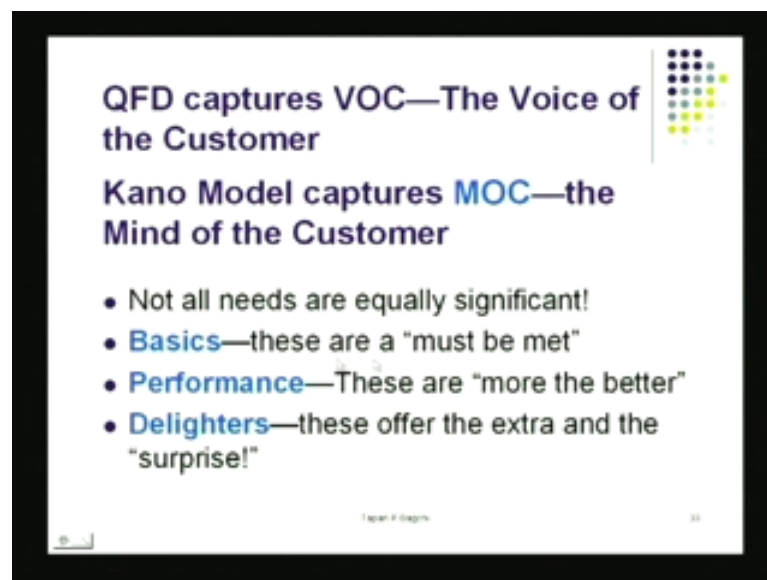 QFD captures VOC—The Voice of
the Customer
Kano Model captures MOC—the
Mind of the Customer
• Not all needs are equally significant!
• Basics—these are a "must be met"
• Performance—These are "more the better"
• Delighters—these offer the extra and the
"surprise!"